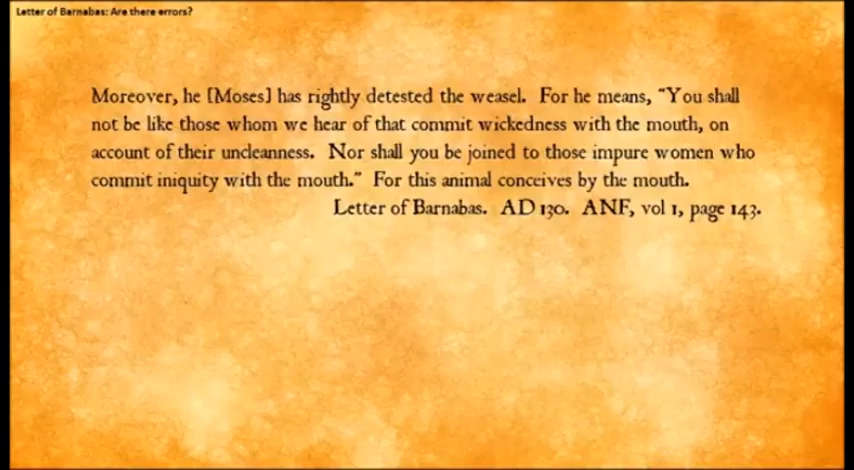 Letter of Barnabas: Are there errors?
Moreover, he [Moses] has rightly detested the weasel. For he means, "You shall
not be like those whom we hear of that commit wickedness with the mouth, on
account of their uncleanness. Nor shall you be joined to those impure women who
commit iniquity with the mouth." For this animal conceives by the mouth.
Letter of Barnabas. AD 130. ANF, vol 1, page 143.